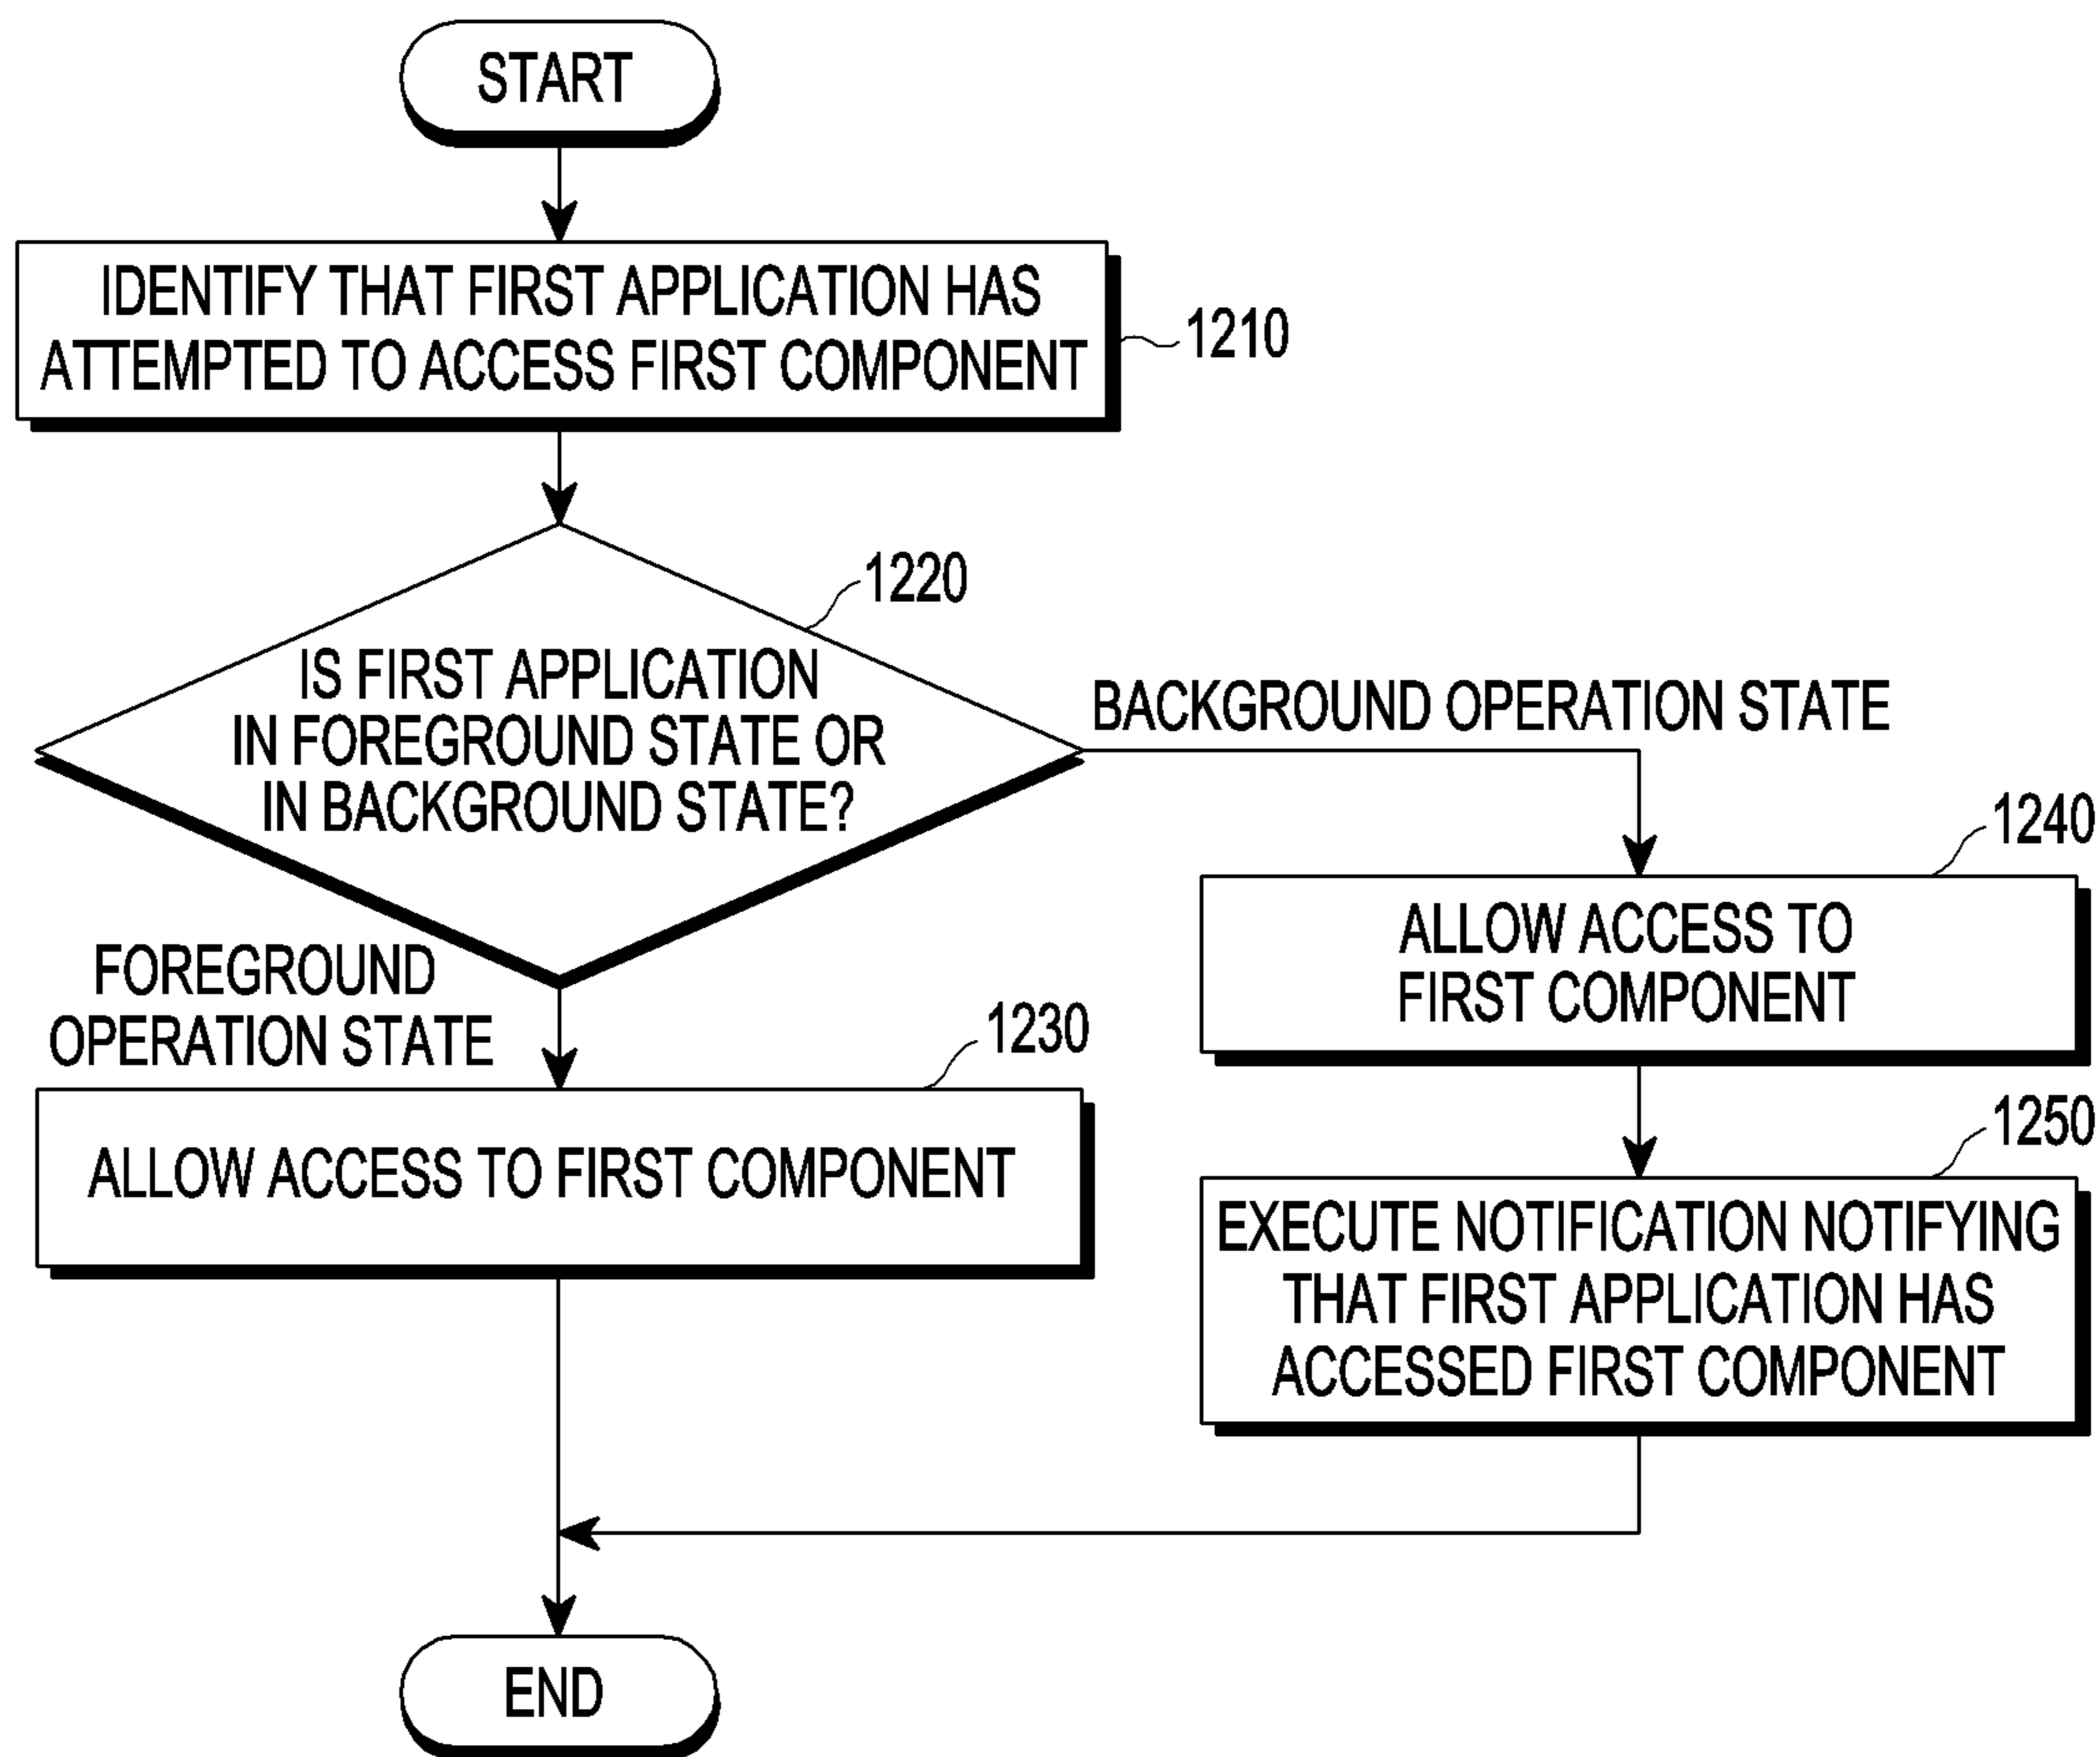 START
IDENTIFY THAT FIRST APPLICATION HAS
ATTEMPTED TO ACCESS FIRST COMPONENT
1210
1220
IS FIRST APPLICATION
IN FOREGROUND STATE OR
IN BACKGROUND STATE?
BACKGROUND OPERATION STATE
FOREGROUND
OPERATION STATE
1230
ALLOW ACCESS TO FIRST COMPONENT
1240
ALLOW ACCESS TO
FIRST COMPONENT
1250
EXECUTE NOTIFICATION NOTIFYING
THAT FIRST APPLICATION HAS
ACCESSED FIRST COMPONENT
END